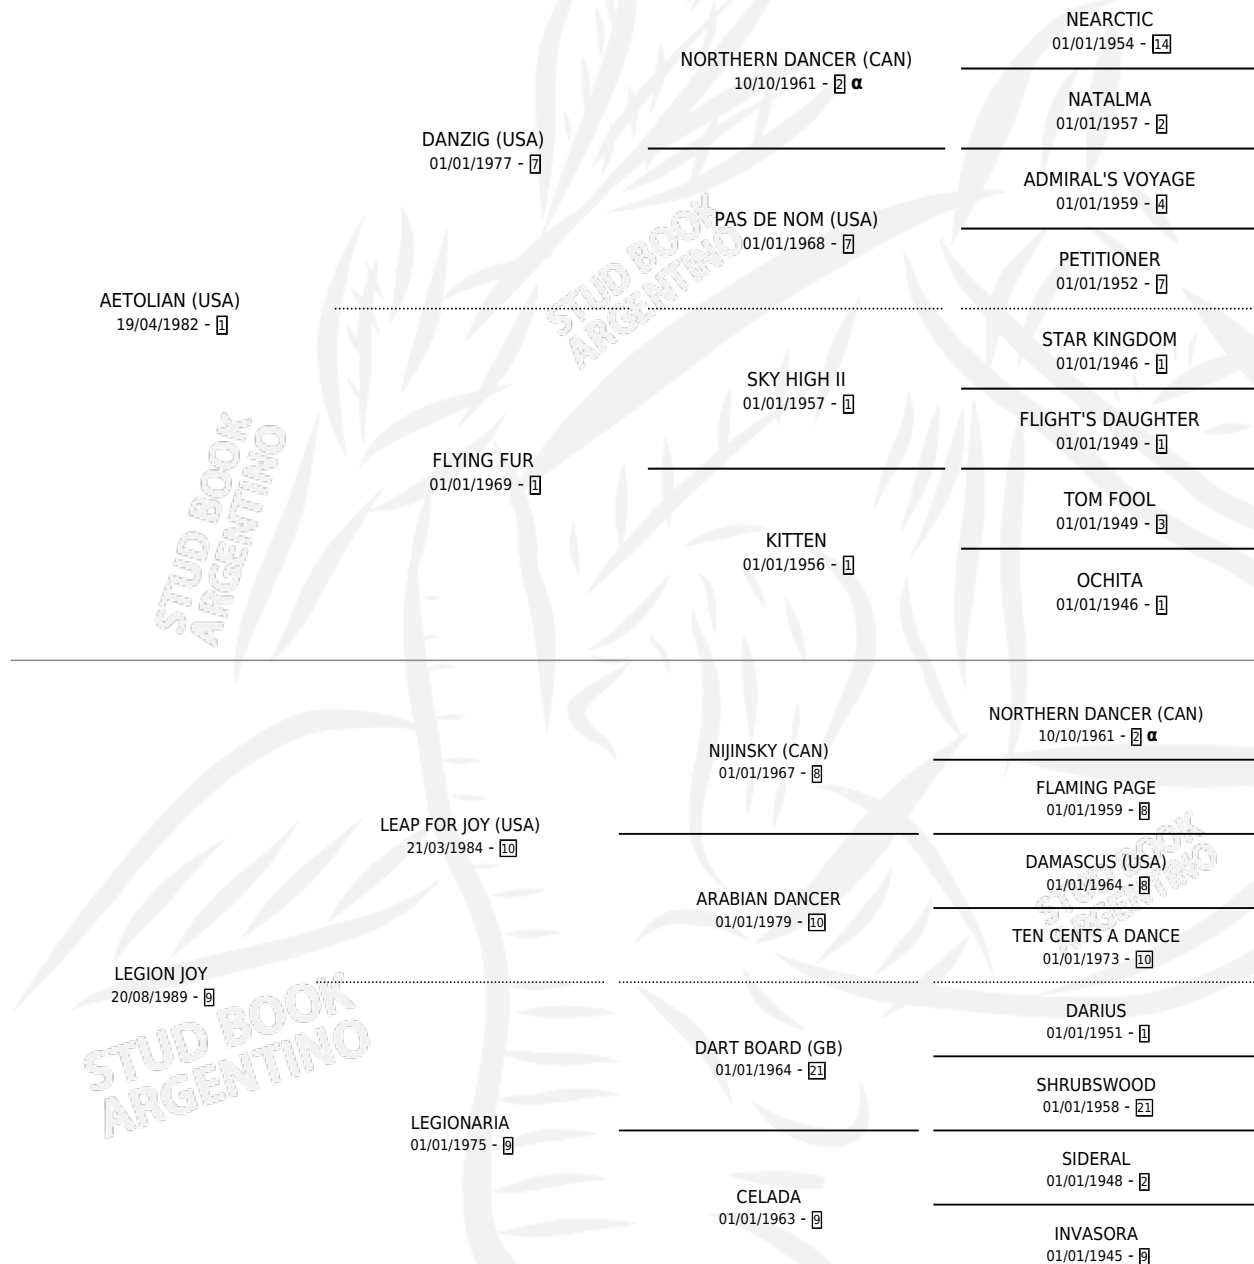 NEARCTIC
01/01/1954 - 14
NORTHERN DANCER (CAN)
10/10/1961 - 2 α
NATALMA
01/01/1957 - 2
DANZIG (USA)
01/01/1977 - 7
ADMIRAL'S VOYAGE
01/01/1959 - 4
PAS DE NOM (USA)
01/01/1968 - 7
PETITIONER
01/01/1952 - 7
AETOLIAN (USA)
19/04/1982 - 1
STAR KINGDOM
01/01/1946 - 1
SKY HIGH II
01/01/1957 - 1
FLIGHT'S DAUGHTER
01/01/1949 - 1
FLYING FUR
01/01/1969 - 1
TOM FOOL
01/01/1949 - 3
KITTEN
01/01/1956 - 1
OCHITA
01/01/1946 - 1
STUD BOOK
ARGENTINO
STUD BOOK
ARGENTINO
NORTHERN DANCER (CAN)
10/10/1961 - 2 α
NIJINSKY (CAN)
01/01/1967 - 8
FLAMING PAGE
01/01/1959 - 8
LEAP FOR JOY (USA)
21/03/1984 - 10
DAMASCUS (USA)
01/01/1964 - 8
ARABIAN DANCER
01/01/1979 - 10
TEN CENTS A DANCE
01/01/1973 - 10
LEGION JOY
20/08/1989 - 9
DARIUS
01/01/1951 - 1
DART BOARD (GB)
01/01/1964 - 21
SHRUBSWOOD
01/01/1958 - 21
LEGIONARIA
01/01/1975 - 9
SIDERAL
01/01/1948 - 2
CELADA
01/01/1963 - 9
INVASORA
01/01/1945 - 9
STUD BOOK
ARGENTINO
STUD BOOK
ARGENTINO